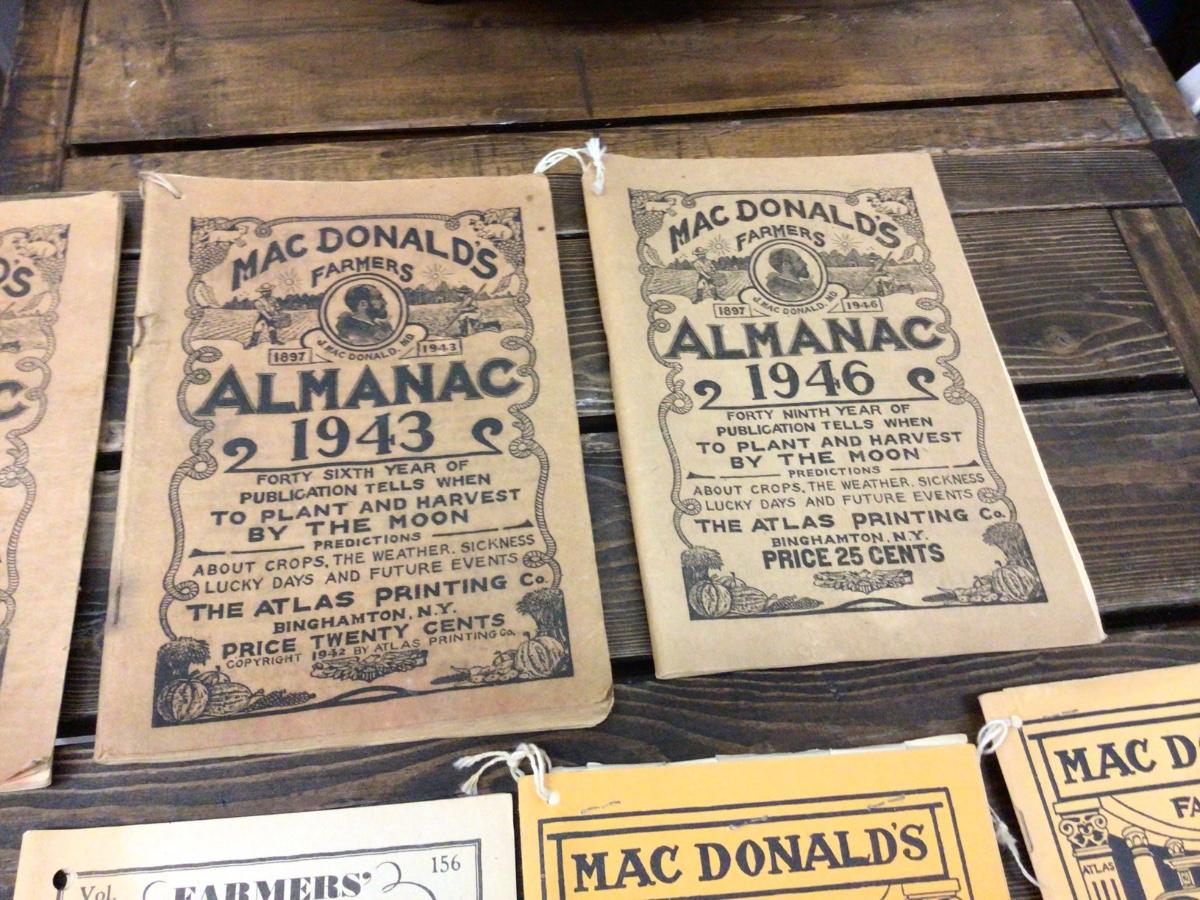 D'S
C
MAC DONALD'S
FARMERS
J. MAC DONALD, MD
1897
1943
ALMANAC
1943
FORTY SIXTH YEAR OF
PUBLICATION TELLS WHEN
TO PLANT AND HARVEST
BY THE MOON
PREDICTIONS
ABOUT CROPS, THE WEATHER. SICKNESS
LUCKY DAYS AND FUTURE EVENTS
THE ATLAS PRINTING Co.
BINGHAMTON, N.Y.
PRICE TWENTY CENTS
COPYRIGHT 1942 BY ATLAS PRINTING Co.
MAC DONALD'S
FARMERS
J. MAC DONALD, MD
1897
1946
ALMANAC
1946
FORTY NINTH YEAR OF
PUBLICATION TELLS WHEN
TO PLANT AND HARVEST
BY THE MOON
PREDICTIONS
ABOUT CROPS, THE WEATHER. SICKNESS
LUCKY DAYS AND FUTURE EVENTS
THE ATLAS PRINTING Co.
BINGHAMTON, N.Y.
PRICE 25 CENTS
Vol.
FARMERS'
156
MAC DONALD'S
MAC D
FA
ATLAS